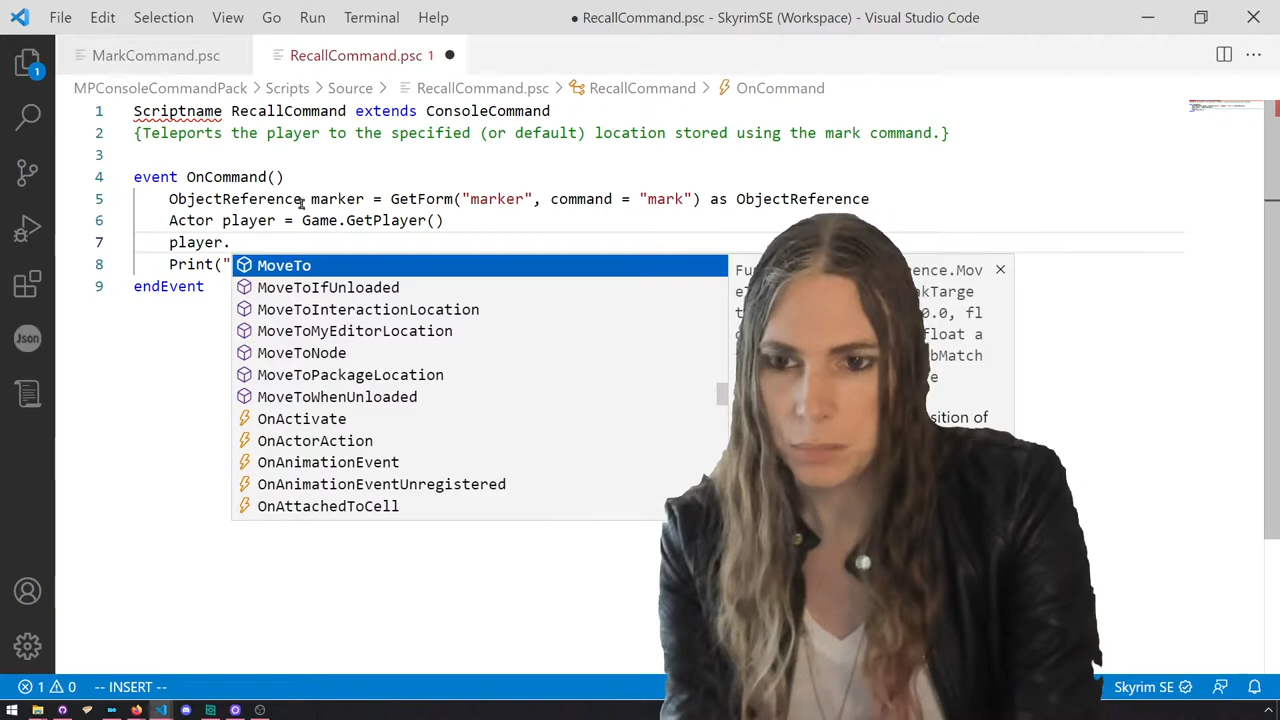 File Edit Selection View Go Run Terminal Help ● RecallCommand.psc - SkyrimSE (Workspace) - Visual Studio Code
MarkCommand.psc RecallCommand.psc 1 ●
MPConsoleCommandPack > Scripts > Source > RecallCommand.psc > RecallCommand > OnCommand
1 Scriptname RecallCommand extends ConsoleCommand
2 {Teleports the player to the specified (or default) location stored using the mark command.}
3
4 event OnCommand()
5 ObjectReference marker = GetForm("marker", command = "mark") as ObjectReference
6 Actor player = Game.GetPlayer()
7 player.
8 Print("
9 endEvent
MoveTo
MoveToIfUnloaded
MoveToInteractionLocation
MoveToMyEditorLocation
MoveToNode
MoveToPackageLocation
MoveToWhenUnloaded
OnActivate
OnActorAction
OnAnimationEvent
OnAnimationEventUnregistered
OnAttachedToCell
1
Json
1 0 -- INSERT -- Skyrim SE